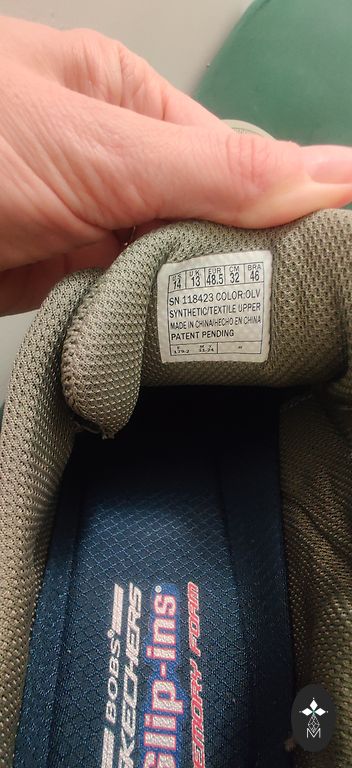 US UK EUR CM BRA
14 13 48.5 32 46
SN 118423 COLOR:OLV
SYNTHETIC/TEXTILE UPPER
MADE IN CHINA/HECHO EN CHINA
PATENT PENDING
BOBS®
SKECHERS
Slip-ins®
MEMORY FOAM